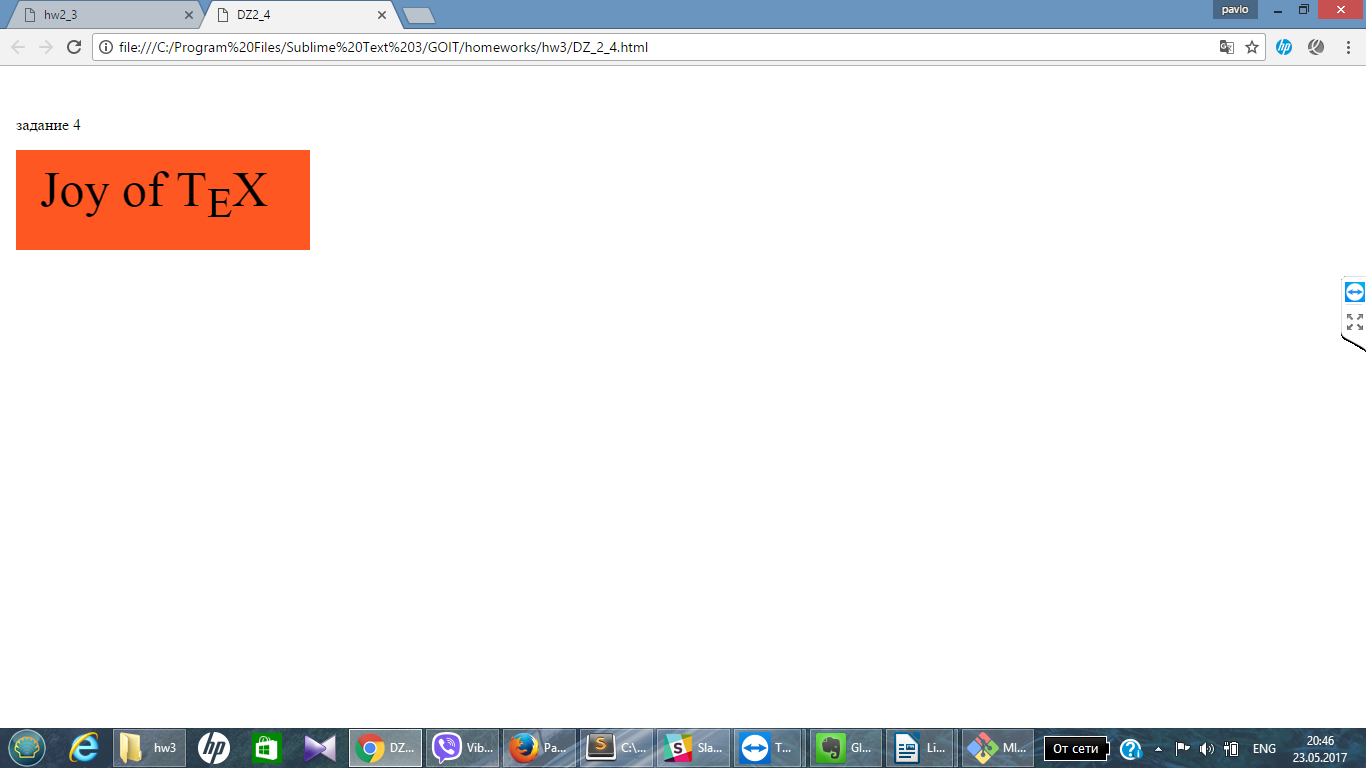 hw2_3
DZ2_4
pavlo
file:///C:/Program%20Files/Sublime%20Text%203/GOIT/homeworks/hw3/DZ_2_4.html
задание 4
Joy of TEX
hw3
DZ...
Vib...
Pa...
C:\...
Sla...
T...
Gl...
Li...
MI...
От сети
ENG
20:46
23.05.2017